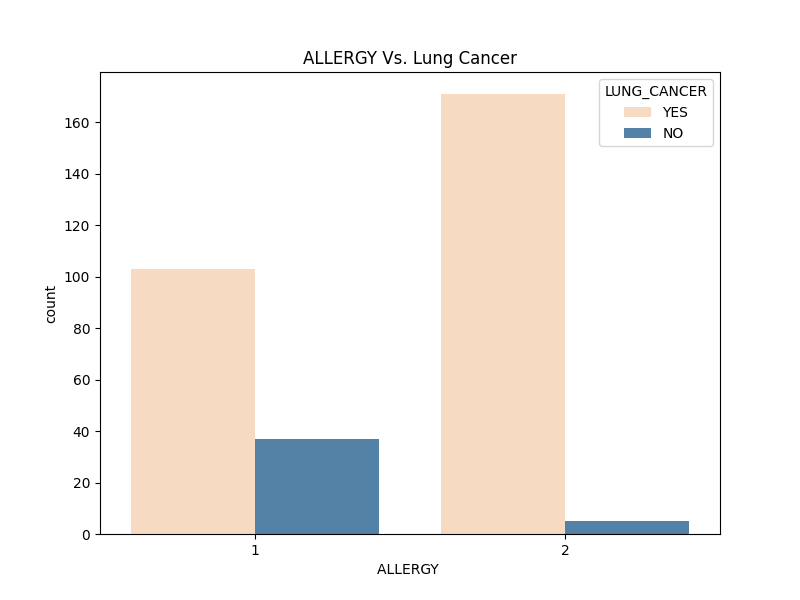 ALLERGY Vs. Lung Cancer
LUNG_CANCER
YES
NO
160
140
120
100
80
60
40
20
0
count
1
2
ALLERGY